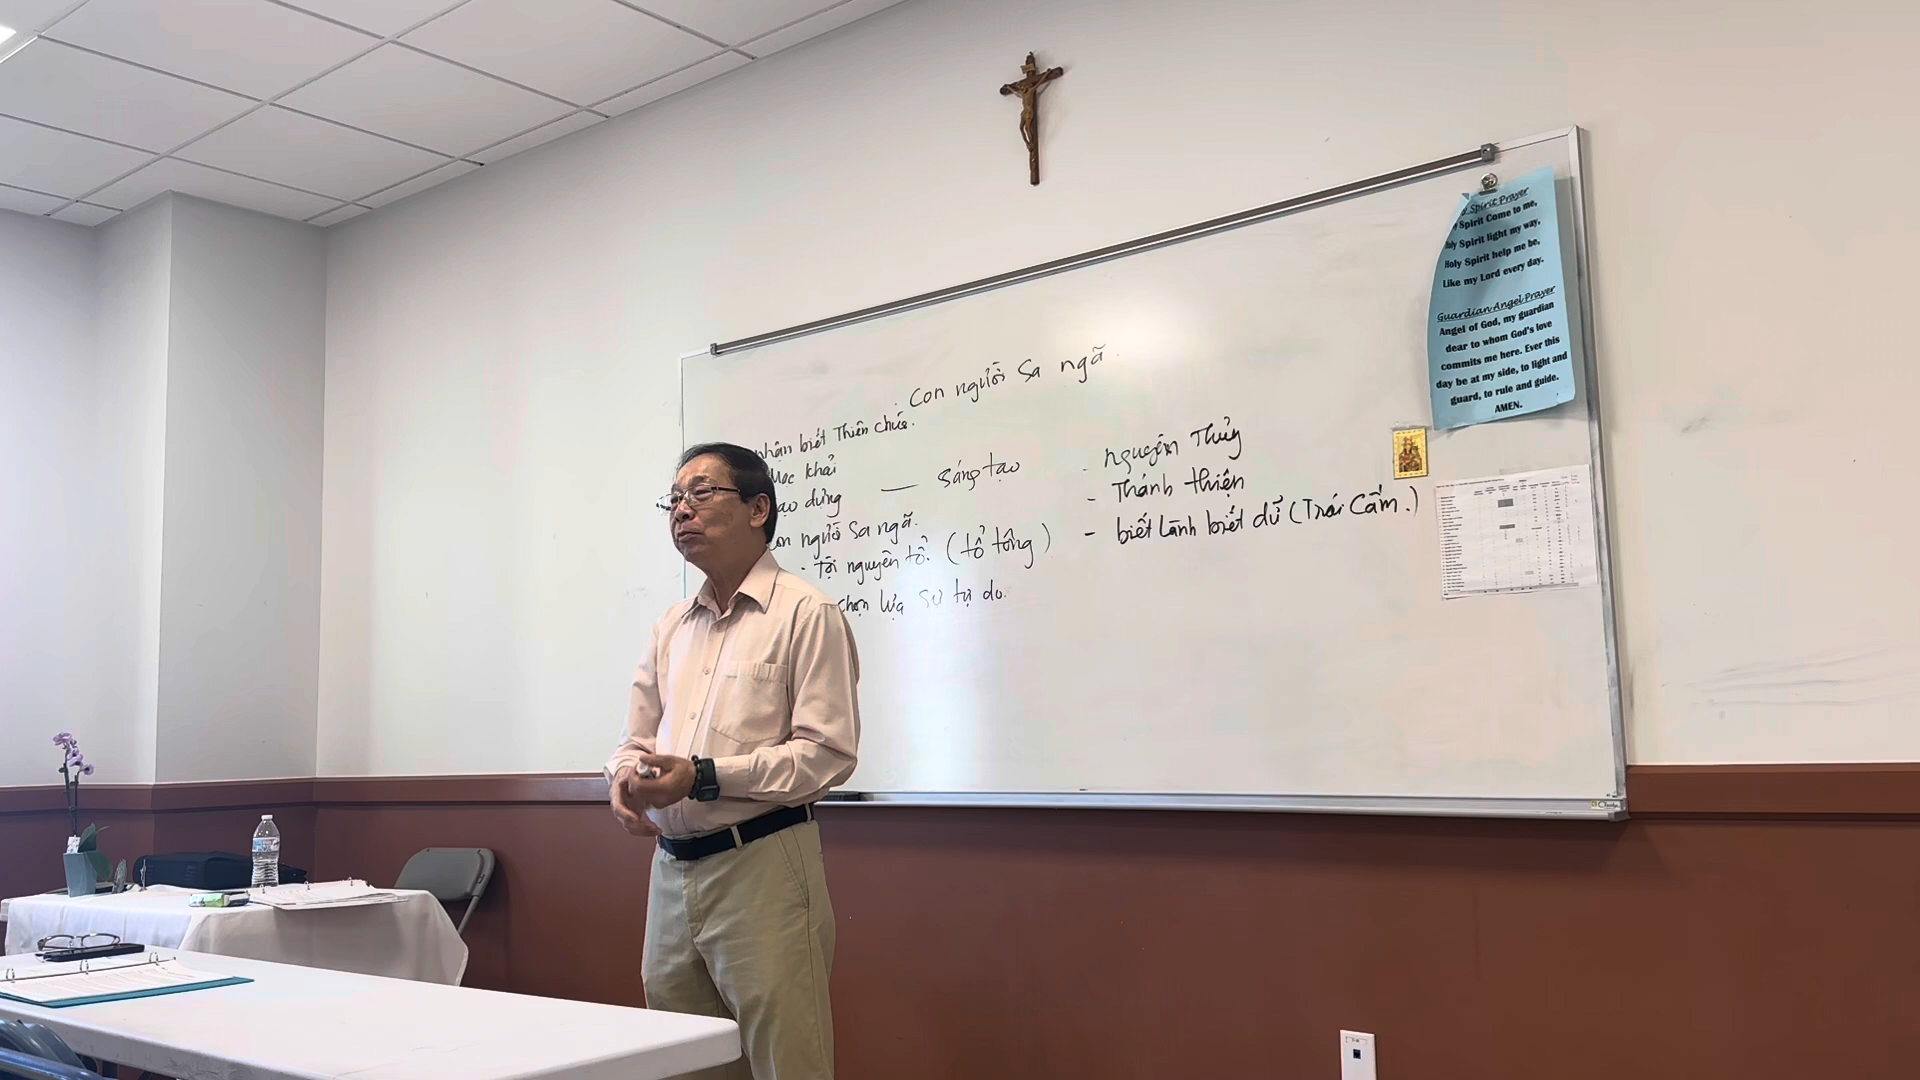 Con người Sa ngã
nhận biết Thiên chúa.
Mạc khải
tạo dựng — sáng tạo
- nguyên Thủy
- Thánh thiện
- biết Lành biết dữ (Trái Cấm.)
con người Sa ngã.
- tội nguyên tổ. (tổ tông)
chọn lựa sự tự do.
Spirit Prayer
Spirit Come to me,
Holy Spirit light my way,
Holy Spirit help me be,
Like my Lord every day.
Guardian Angel Prayer
Angel of God, my guardian
dear to whom God's love
commits me here. Ever this
day be at my side, to light and
guard, to rule and guide.
AMEN.